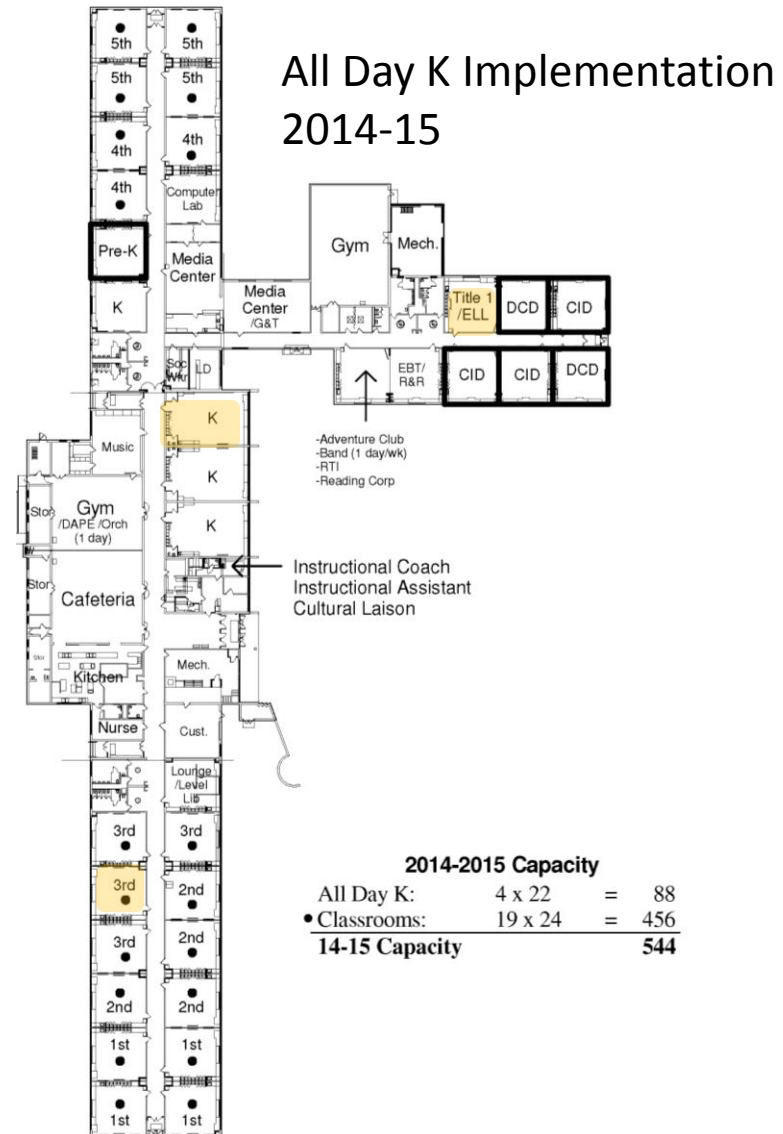 All Day K Implementation
2014-15
5th
5th
5th
5th
4th
4th
4th
Computer
Lab
Pre-K
Media
Center
K
Media
Center
/G&T
Gym
Mech.
Title 1
/ELL
DCD
CID
Soc
Wkr
LD
EBT/
R&R
CID
CID
DCD
-Adventure Club
-Band (1 day/wk)
-RTI
-Reading Corp
Music
K
K
K
Stor
Gym
/DAPE /Orch
(1 day)
Instructional Coach
Instructional Assistant
Cultural Laison
Stor
Cafeteria
Stor
Kitchen
Mech.
Nurse
Cust.
Lounge
/Level
Lib
3rd
3rd
3rd
2nd
3rd
2nd
2nd
2nd
1st
1st
1st
1st
2014-2015 Capacity
All Day K: 4 x 22 = 88
•Classrooms: 19 x 24 = 456
14-15 Capacity 544